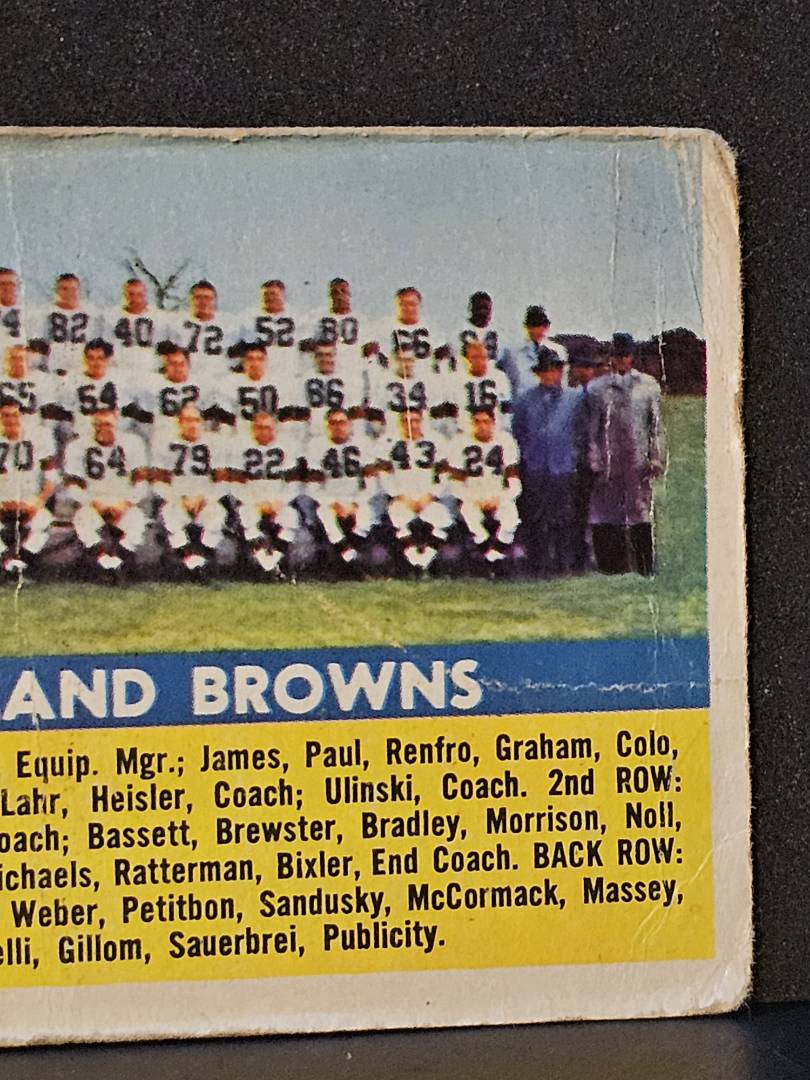 74 82 40 72 52 80 66
65 54 62 50 86 34 16
70 64 79 22 46 43 24
AND BROWNS
Equip. Mgr.; James, Paul, Renfro, Graham, Colo,
Lahr, Heisler, Coach; Ulinski, Coach. 2nd ROW:
oach; Bassett, Brewster, Bradley, Morrison, Noll,
ichaels, Ratterman, Bixler, End Coach. BACK ROW:
Weber, Petitbon, Sandusky, McCormack, Massey,
elli, Gillom, Sauerbrei, Publicity.